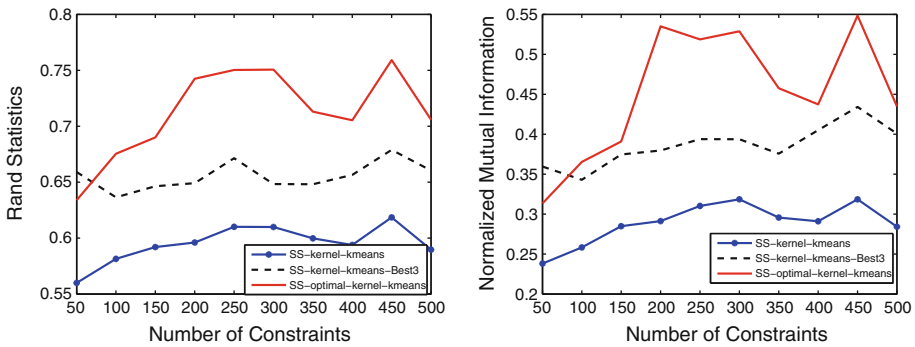 0.8
0.75
0.7
0.65
0.6
0.55
Rand Statistics
50 100 150 200 250 300 350 400 450 500
Number of Constraints
SS-kernel-kmeans
SS-kernel-kmeans-Best3
SS-optimal-kernel-kmeans
0.55
0.5
0.45
0.4
0.35
0.3
0.25
0.2
Normalized Mutual Information
50 100 150 200 250 300 350 400 450 500
Number of Constraints
SS-kernel-kmeans
SS-kernel-kmeans-Best3
SS-optimal-kernel-kmeans